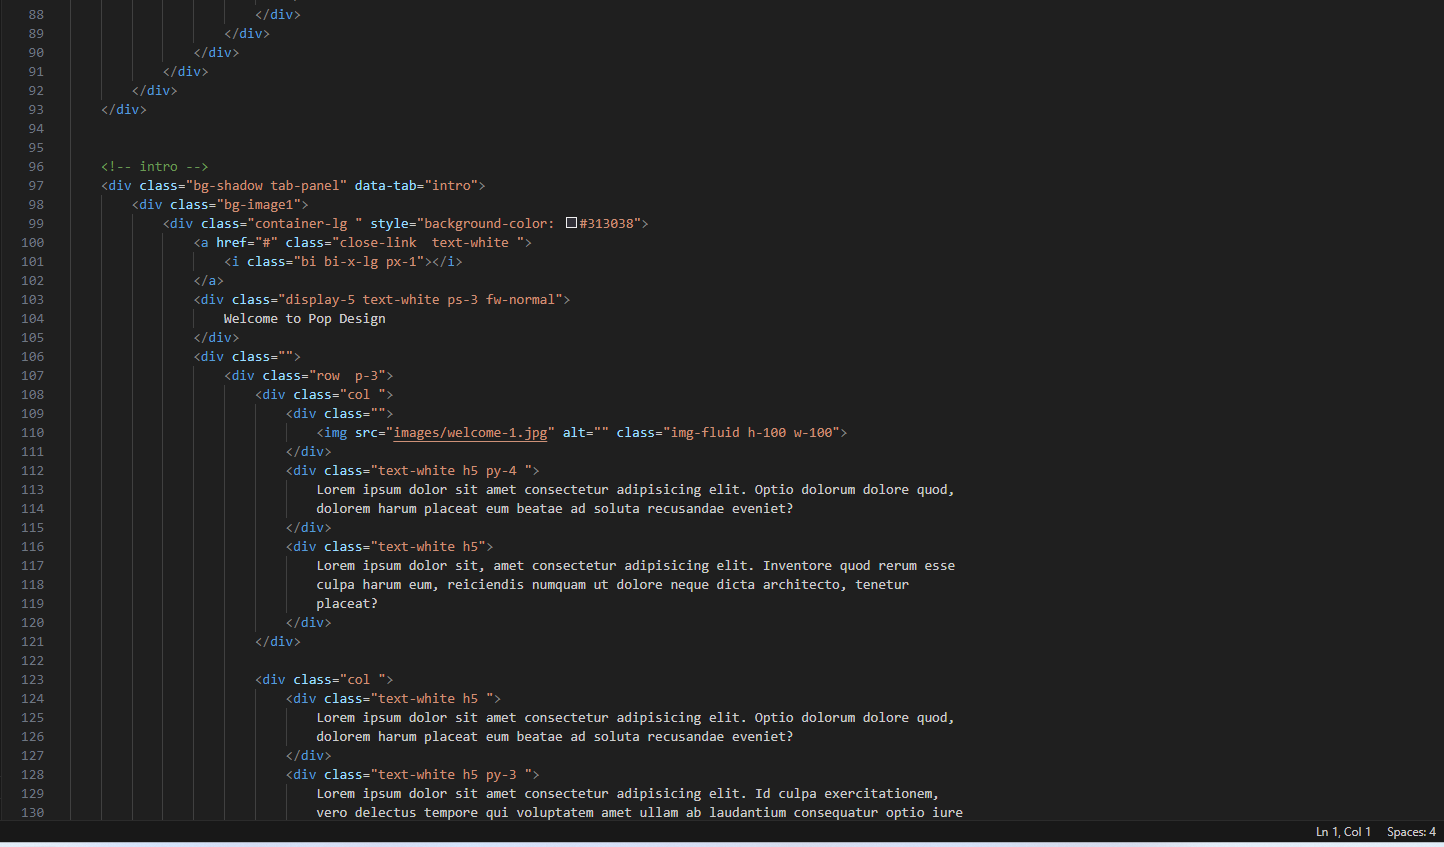 88                            </div>
89                        </div>
90                    </div>
91                </div>
92            </div>
93        </div>
94
95
96        <!-- intro -->
97        <div class="bg-shadow tab-panel" data-tab="intro">
98            <div class="bg-image1">
99                <div class="container-lg " style="background-color: #313038">
100                    <a href="#" class="close-link  text-white ">
101                        <i class="bi bi-x-lg px-1"></i>
102                    </a>
103                    <div class="display-5 text-white ps-3 fw-normal">
104                        Welcome to Pop Design
105                    </div>
106                    <div class="">
107                        <div class="row  p-3">
108                            <div class="col ">
109                                <div class="">
110                                    <img src="images/welcome-1.jpg" alt="" class="img-fluid h-100 w-100">
111                                </div>
112                                <div class="text-white h5 py-4 ">
113                                    Lorem ipsum dolor sit amet consectetur adipisicing elit. Optio dolorum dolore quod,
114                                    dolorem harum placeat eum beatae ad soluta recusandae eveniet?
115                                </div>
116                                <div class="text-white h5">
117                                    Lorem ipsum dolor sit, amet consectetur adipisicing elit. Inventore quod rerum esse
118                                    culpa harum eum, reiciendis numquam ut dolore neque dicta architecto, tenetur
119                                    placeat?
120                                </div>
121                            </div>
122
123                            <div class="col ">
124                                <div class="text-white h5 ">
125                                    Lorem ipsum dolor sit amet consectetur adipisicing elit. Optio dolorum dolore quod,
126                                    dolorem harum placeat eum beatae ad soluta recusandae eveniet?
127                                </div>
128                                <div class="text-white h5 py-3 ">
129                                    Lorem ipsum dolor sit amet consectetur adipisicing elit. Id culpa exercitationem,
130                                    vero delectus tempore qui voluptatem amet ullam ab laudantium consequatur optio iure
Ln 1, Col 1    Spaces: 4